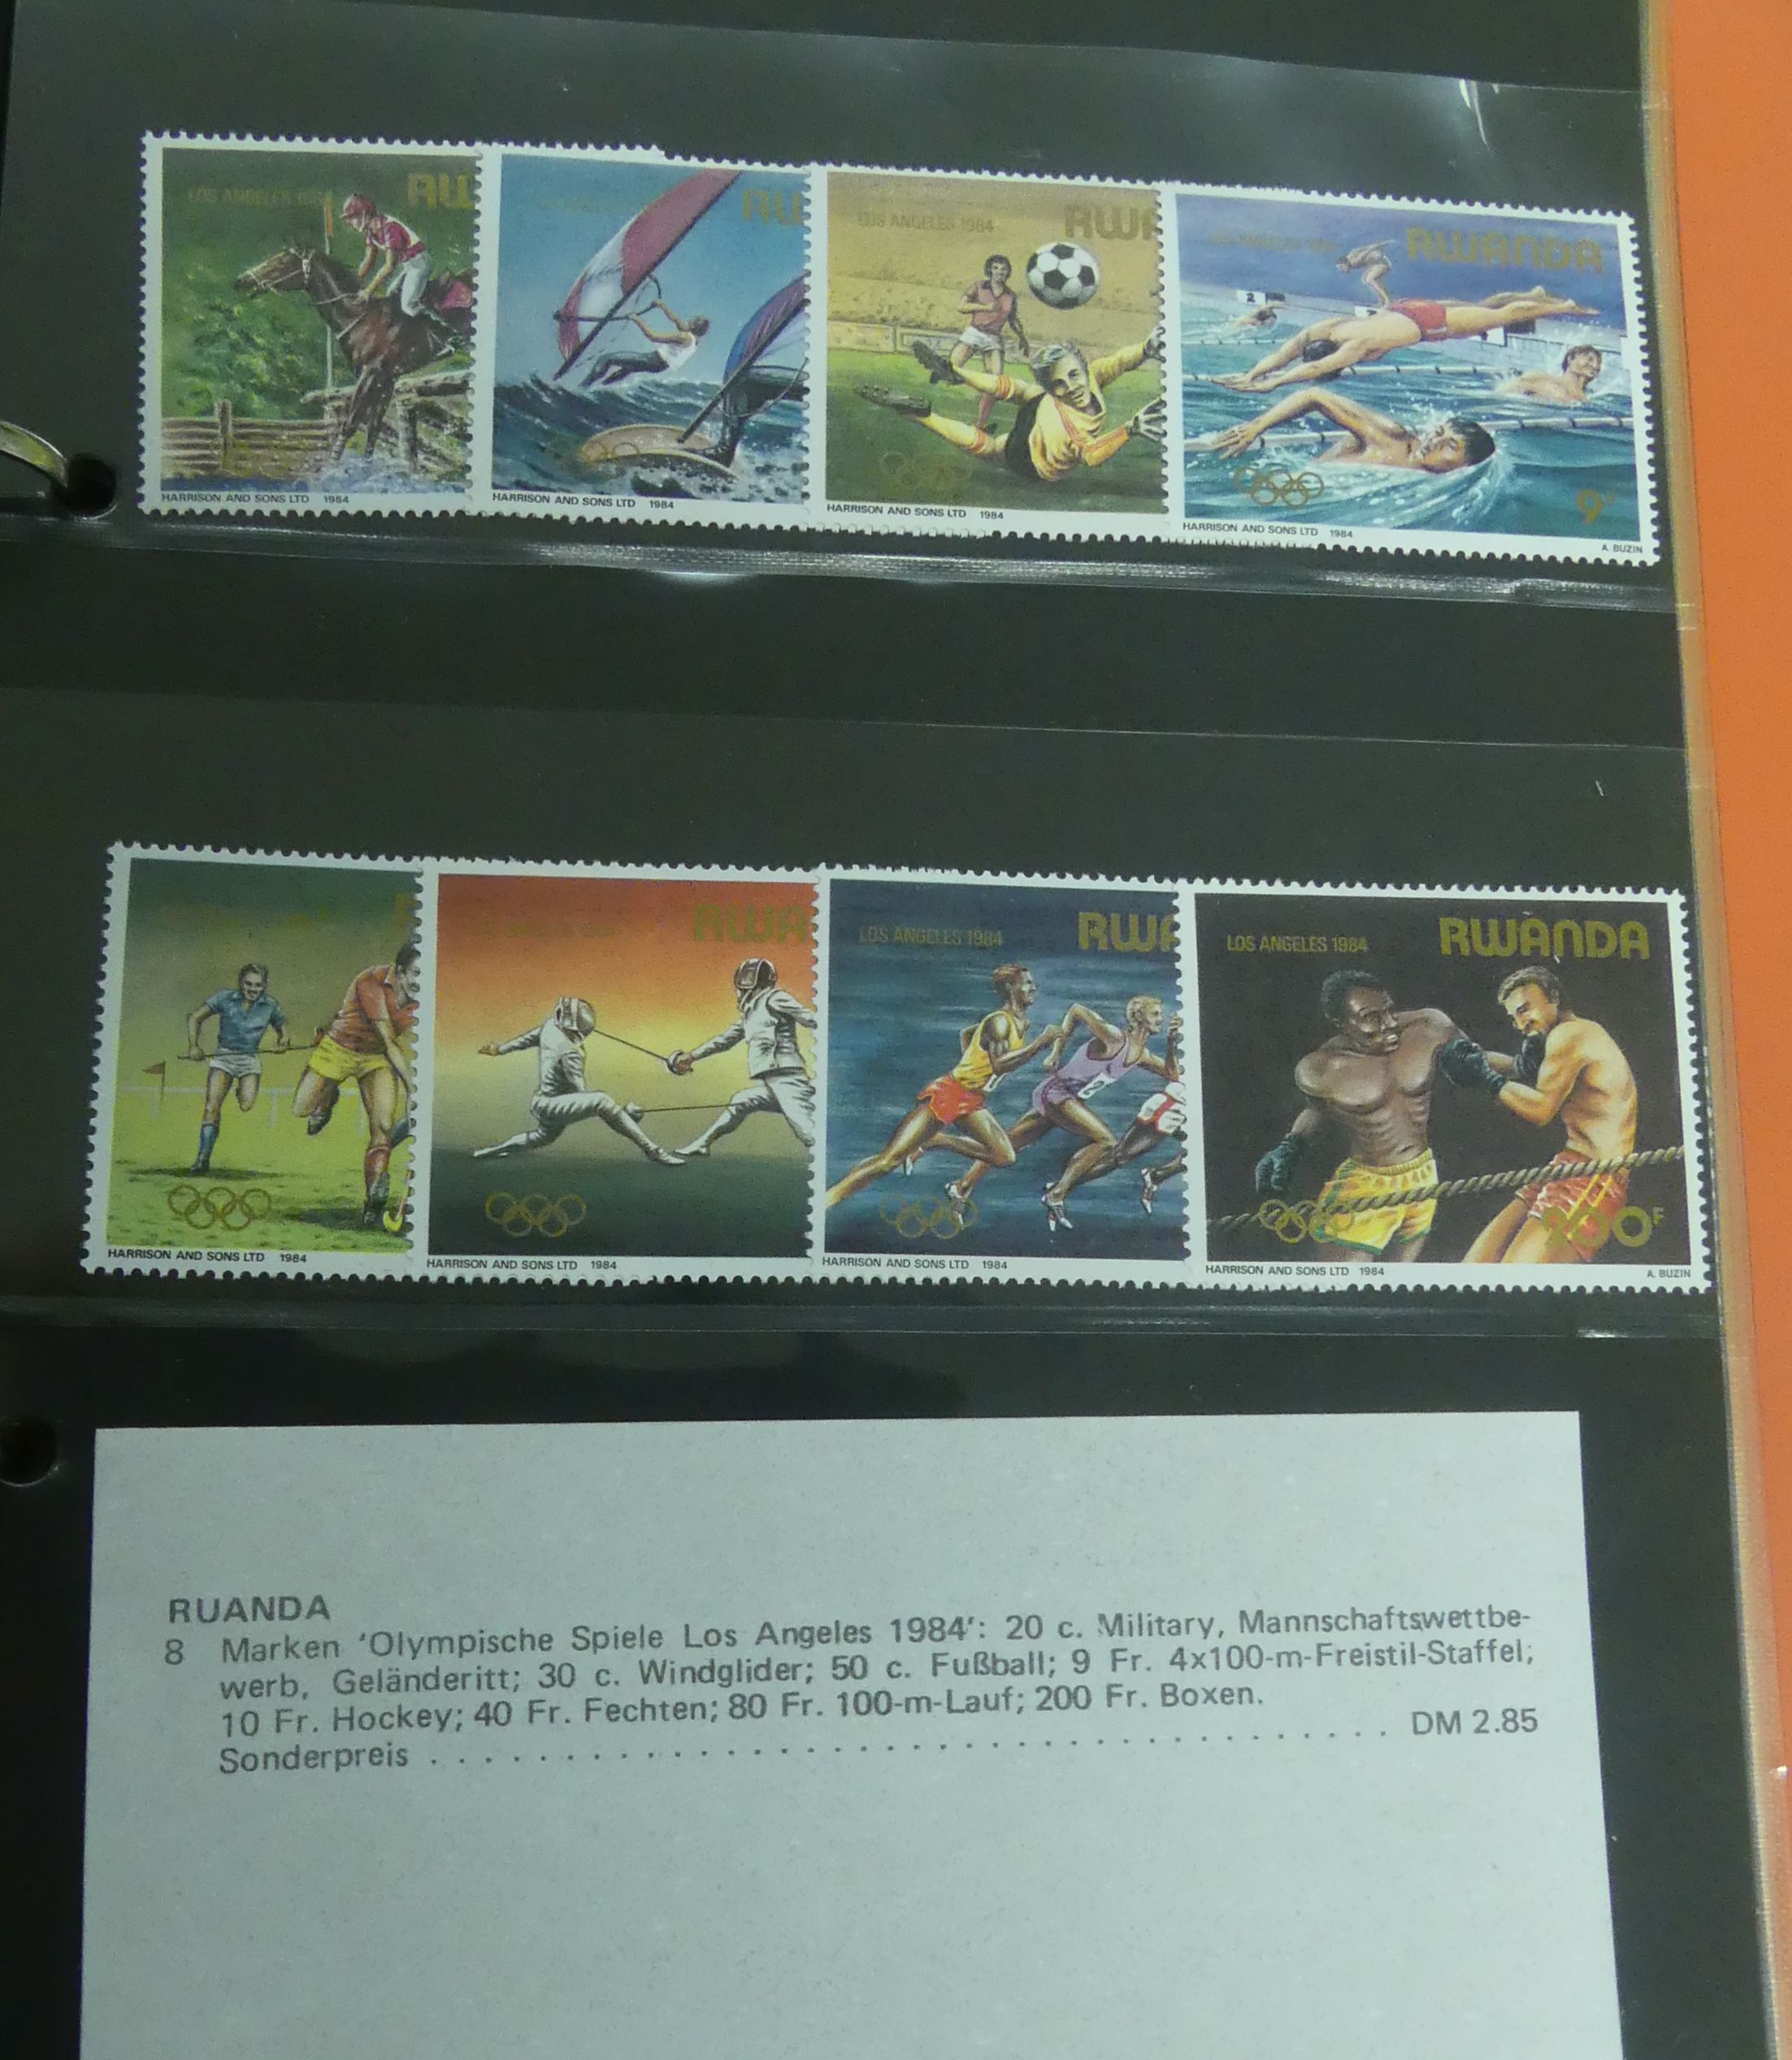 LOS ANGELES 1984
RW
RW
LOS ANGELES 1984
RWA
RWANDA
2
9F
HARRISON AND SONS LTD 1984
HARRISON AND SONS LTD 1984
HARRISON AND SONS LTD 1984
HARRISON AND SONS LTD 1984
A. BUZIN
RWA
LOS ANGELES 1984
RWA
LOS ANGELES 1984
RWANDA
200F
HARRISON AND SONS LTD 1984
HARRISON AND SONS LTD 1984
HARRISON AND SONS LTD 1984
HARRISON AND SONS LTD 1984
A. BUZIN
RUANDA
8 Marken 'Olympische Spiele Los Angeles 1984': 20 c. Military, Mannschaftswettbe-
werb, Geländeritt; 30 c. Windglider; 50 c. Fußball; 9 Fr. 4x100-m-Freistil-Staffel;
10 Fr. Hockey; 40 Fr. Fechten; 80 Fr. 100-m-Lauf; 200 Fr. Boxen.
Sonderpreis . . . . . . . . . . . . . . . . . . . . . . . . . . . . . . . . . . . DM 2.85